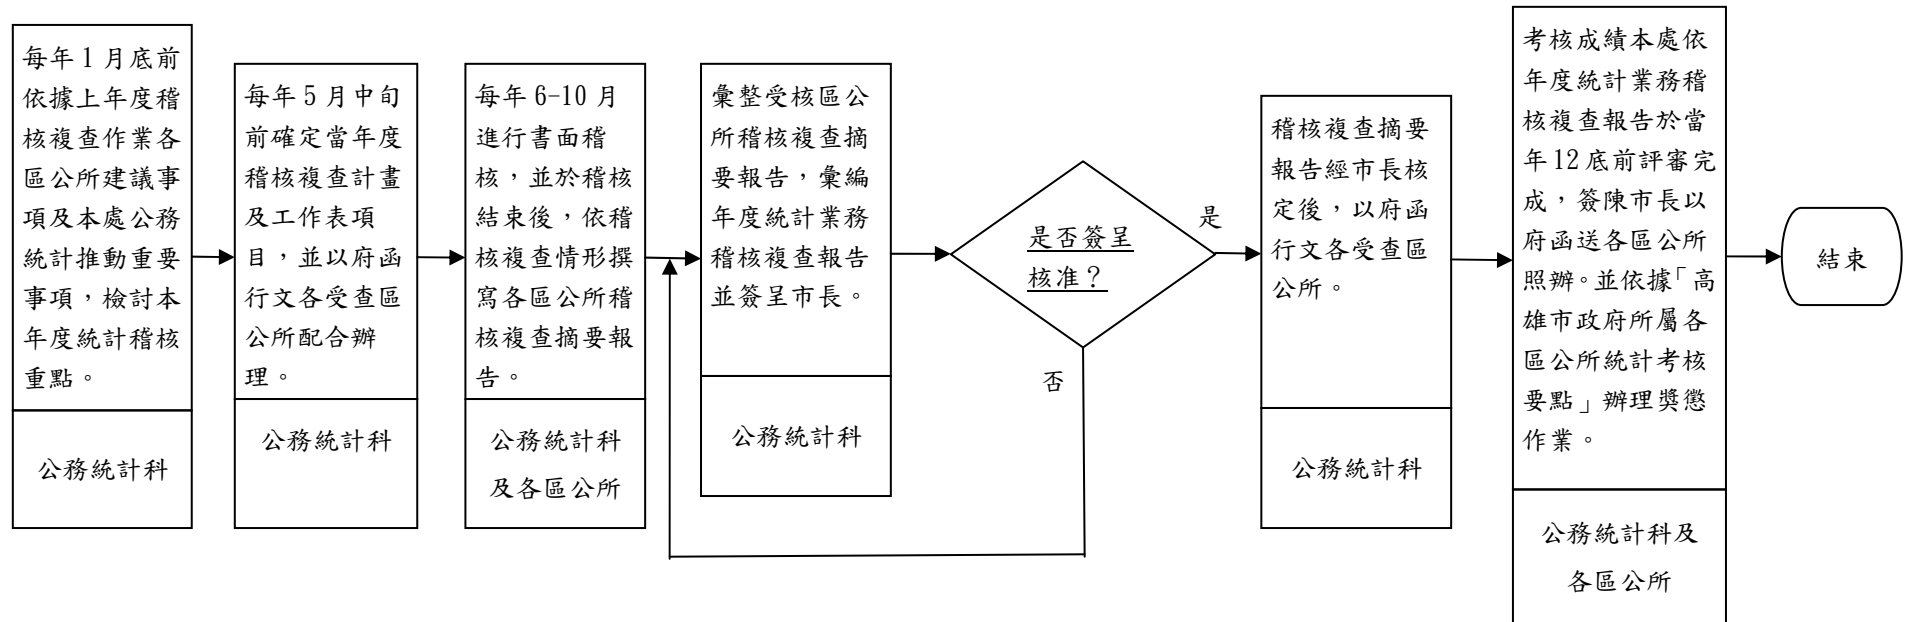 每年 1 月底前
依據上年度稽
核複查作業各
區公所建議事
項及本處公務
統計推動重要
事項，檢討本
年度統計稽核
重點。
公務統計科
每年 5 月中旬
前確定當年度
稽核複查計畫
及工作表項
目，並以府函
行文各受查區
公所配合辦
理。
公務統計科
每年 6-10 月
進行書面稽
核，並於稽核
結束後，依稽
核複查情形撰
寫各區公所稽
核複查摘要報
告。
公務統計科
及各區公所
彙整受核區公
所稽核複查摘
要報告，彙編
年度統計業務
稽核複查報告
並簽呈市長。
公務統計科
是否簽呈
核准？
是
否
稽核複查摘要
報告經市長核
定後，以府函
行文各受查區
公所。
公務統計科
考核成績本處依
年度統計業務稽
核複查報告於當
年 12 底前評審完
成，簽陳市長以
府函送各區公所
照辦。並依據「高
雄市政府所屬各
區公所統計考核
要點」辦理獎懲
作業。
公務統計科及
各區公所
結束